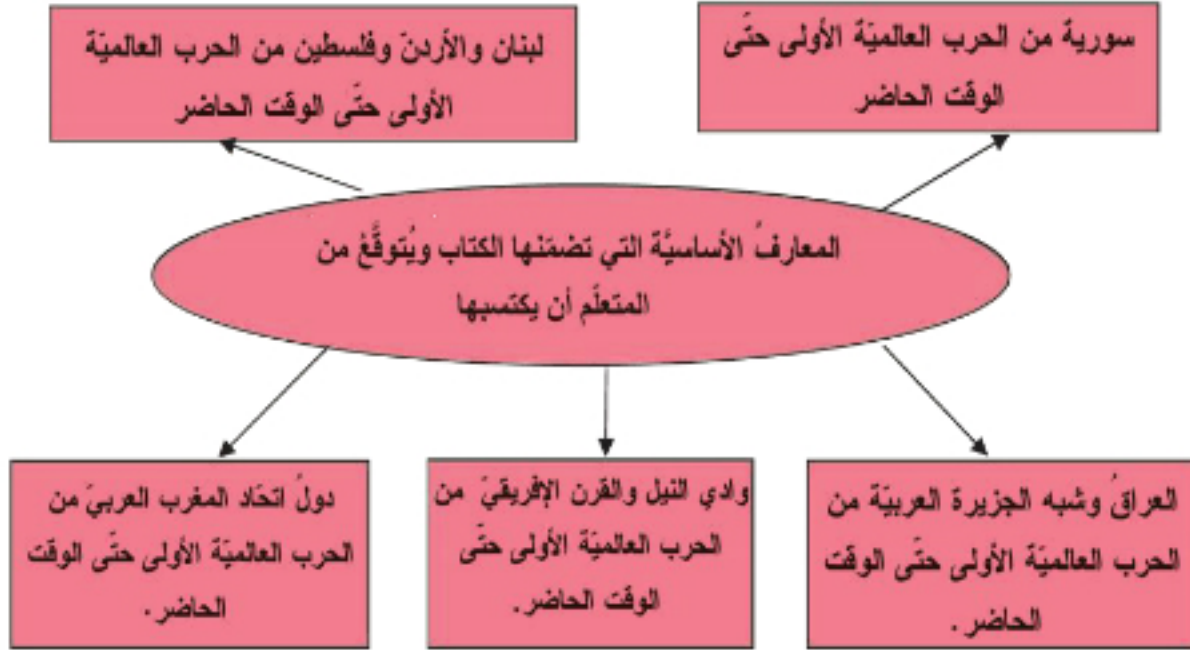 سورية من الحرب العالميّة الأولى حتّى
الوقت الحاضر
لبنان والأردنّ وفلسطين من الحرب العالميّة
الأولى حتّى الوقت الحاضر
المعارفُ الأساسيَّة التي تضمّنها الكتاب ويُتوقَّعُ من
المتعلّم أن يكتسبها
العراقُ وشبه الجزيرة العربيّة من
الحرب العالميّة الأولى حتّى الوقت
الحاضر .
وادي النيل والقرن الإفريقيّ من
الحرب العالميّة الأولى حتّى
الوقت الحاضر .
دولُ اتحّاد المغرب العربيّ من
الحرب العالميّة الأولى حتّى الوقت
الحاضر .